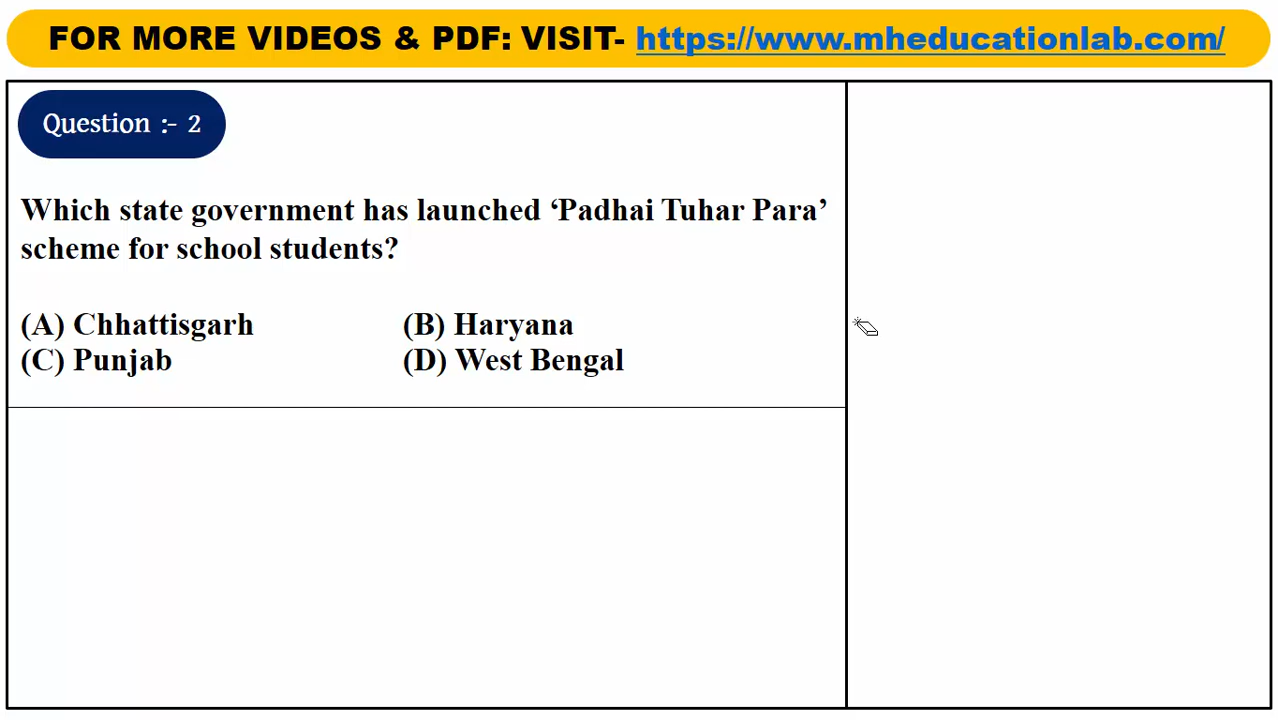 FOR MORE VIDEOS & PDF: VISIT- https://www.mheducationlab.com/
Question :- 2
Which state government has launched ‘Padhai Tuhar Para’
scheme for school students?
(A) Chhattisgarh (B) Haryana
(C) Punjab (D) West Bengal